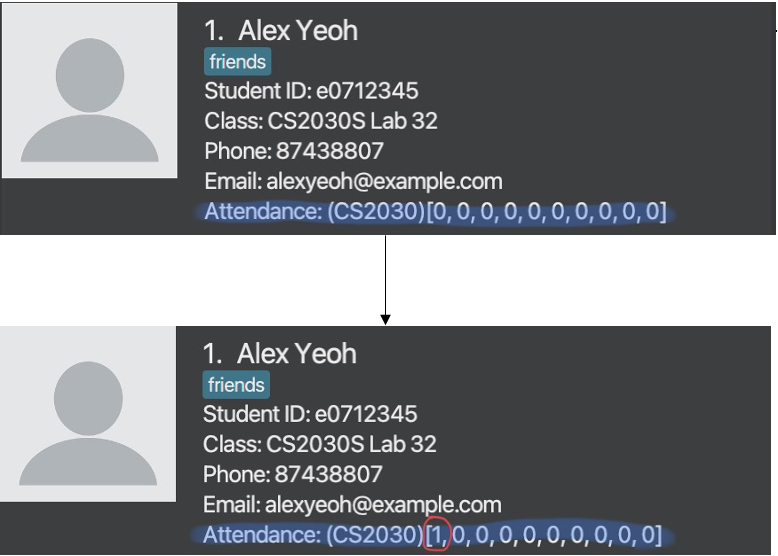 1. Alex Yeoh
friends
Student ID: e0712345
Class: CS2030S Lab 32
Phone: 87438807
Email: alexyeoh@example.com
Attendance: (CS2030)[0, 0, 0, 0, 0, 0, 0, 0, 0, 0]
1. Alex Yeoh
friends
Student ID: e0712345
Class: CS2030S Lab 32
Phone: 87438807
Email: alexyeoh@example.com
Attendance: (CS2030)[1, 0, 0, 0, 0, 0, 0, 0, 0, 0]